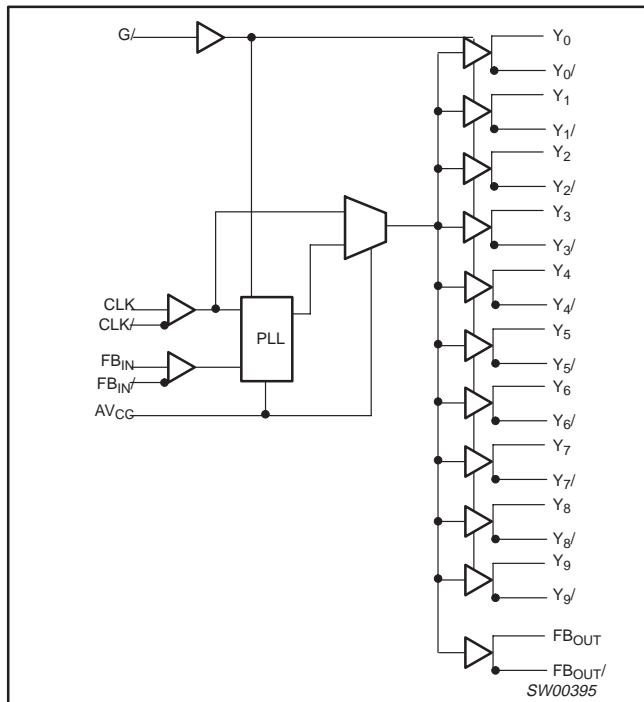 G/
Y0
Y0/
Y1
Y1/
Y2
Y2/
Y3
Y3/
Y4
Y4/
CLK
CLK/
PLL
Y5
FBIN
Y5/
FBIN/
Y6
AVCC
Y6/
Y7
Y7/
Y8
Y8/
Y9
Y9/
FBOUT
FBOUT/
SW00395